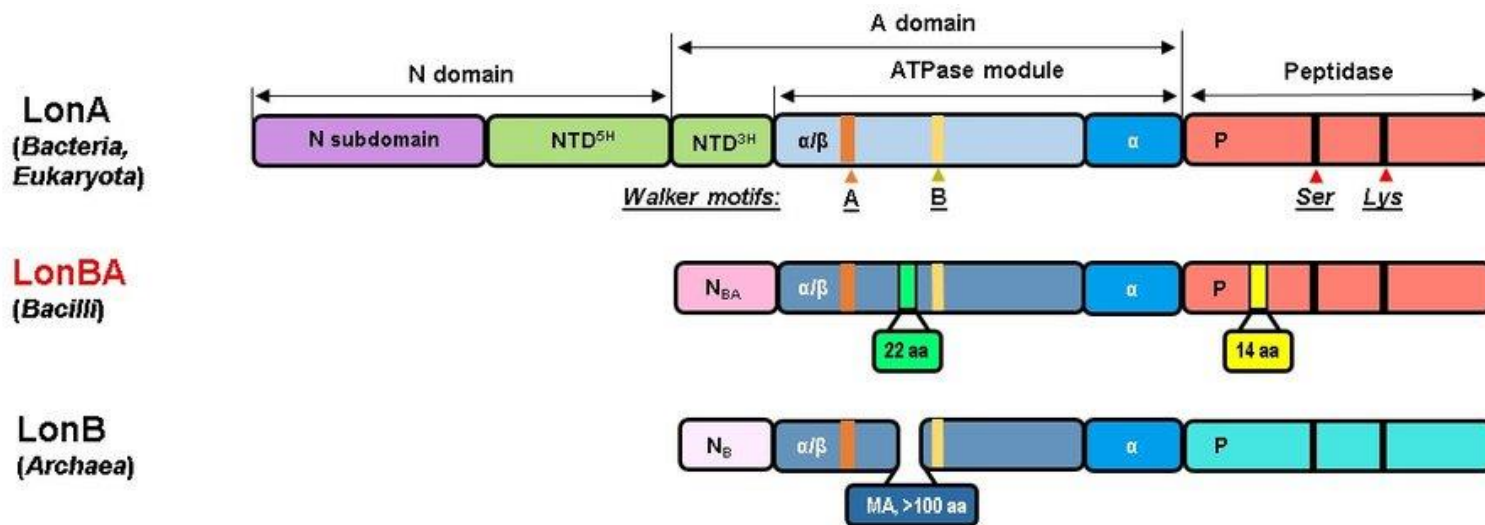 A domain
N domain
ATPase module
Peptidase
LonA
(Bacteria,
Eukaryota)
N subdomain
NTD5H
NTD3H
α/β
α
P
Walker motifs:
A
B
Ser
Lys
LonBA
(Bacilli)
NBA
α/β
α
P
22 aa
14 aa
LonB
(Archaea)
NB
α/β
α
P
MA, >100 aa